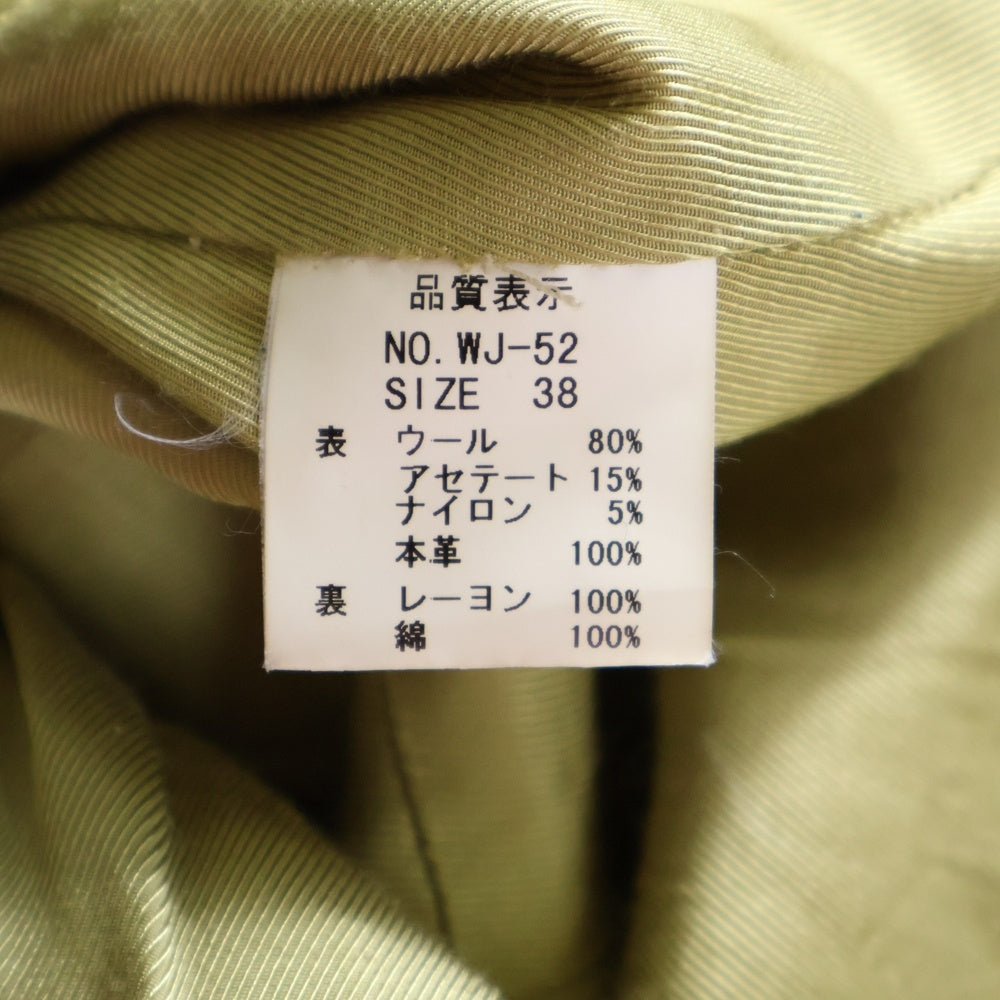 品質表示
NO. WJ-52
SIZE 38
表 ウール 80%
アセテート 15%
ナイロン 5%
本革 100%
裏 レーヨン 100%
綿 100%